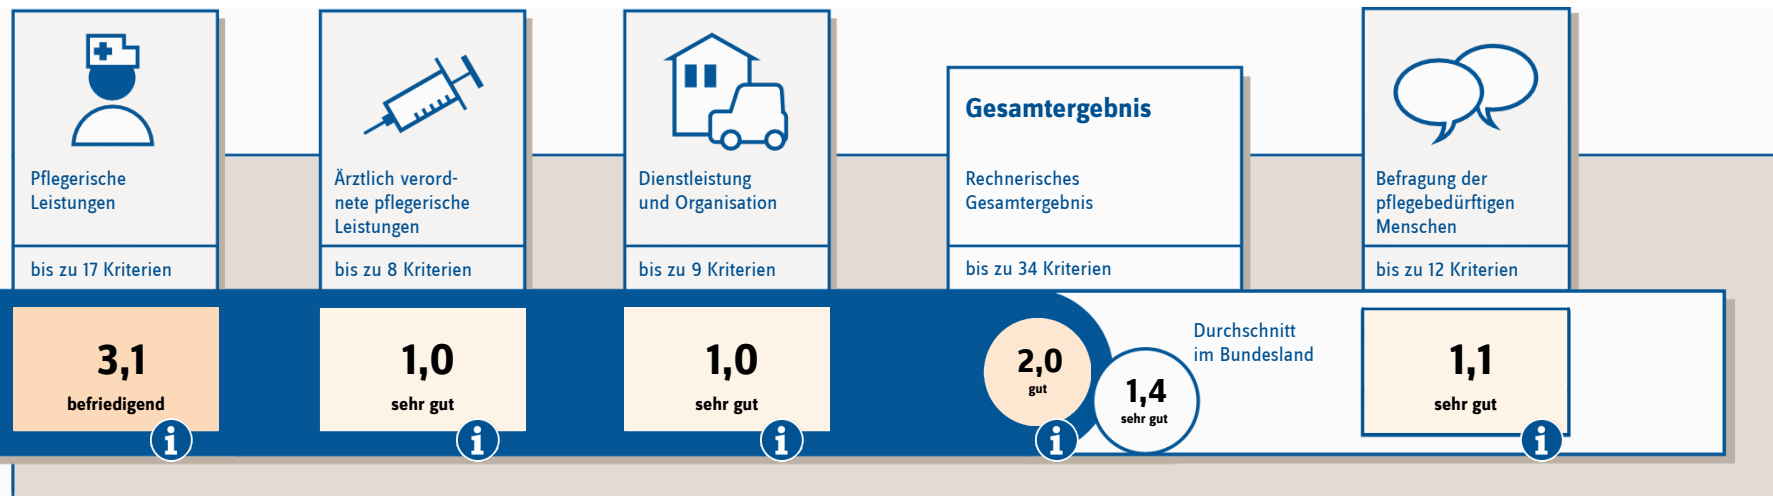 Pflegerische
Leistungen
bis zu 17 Kriterien
3,1
befriedigend
i
Ärztlich verord-
nete pflegerische
Leistungen
bis zu 8 Kriterien
1,0
sehr gut
i
Dienstleistung
und Organisation
bis zu 9 Kriterien
1,0
sehr gut
i
Gesamtergebnis
Rechnerisches
Gesamtergebnis
bis zu 34 Kriterien
2,0
gut
i
Durchschnitt
im Bundesland
1,4
sehr gut
Befragung der
pflegebedürftigen
Menschen
bis zu 12 Kriterien
1,1
sehr gut
i